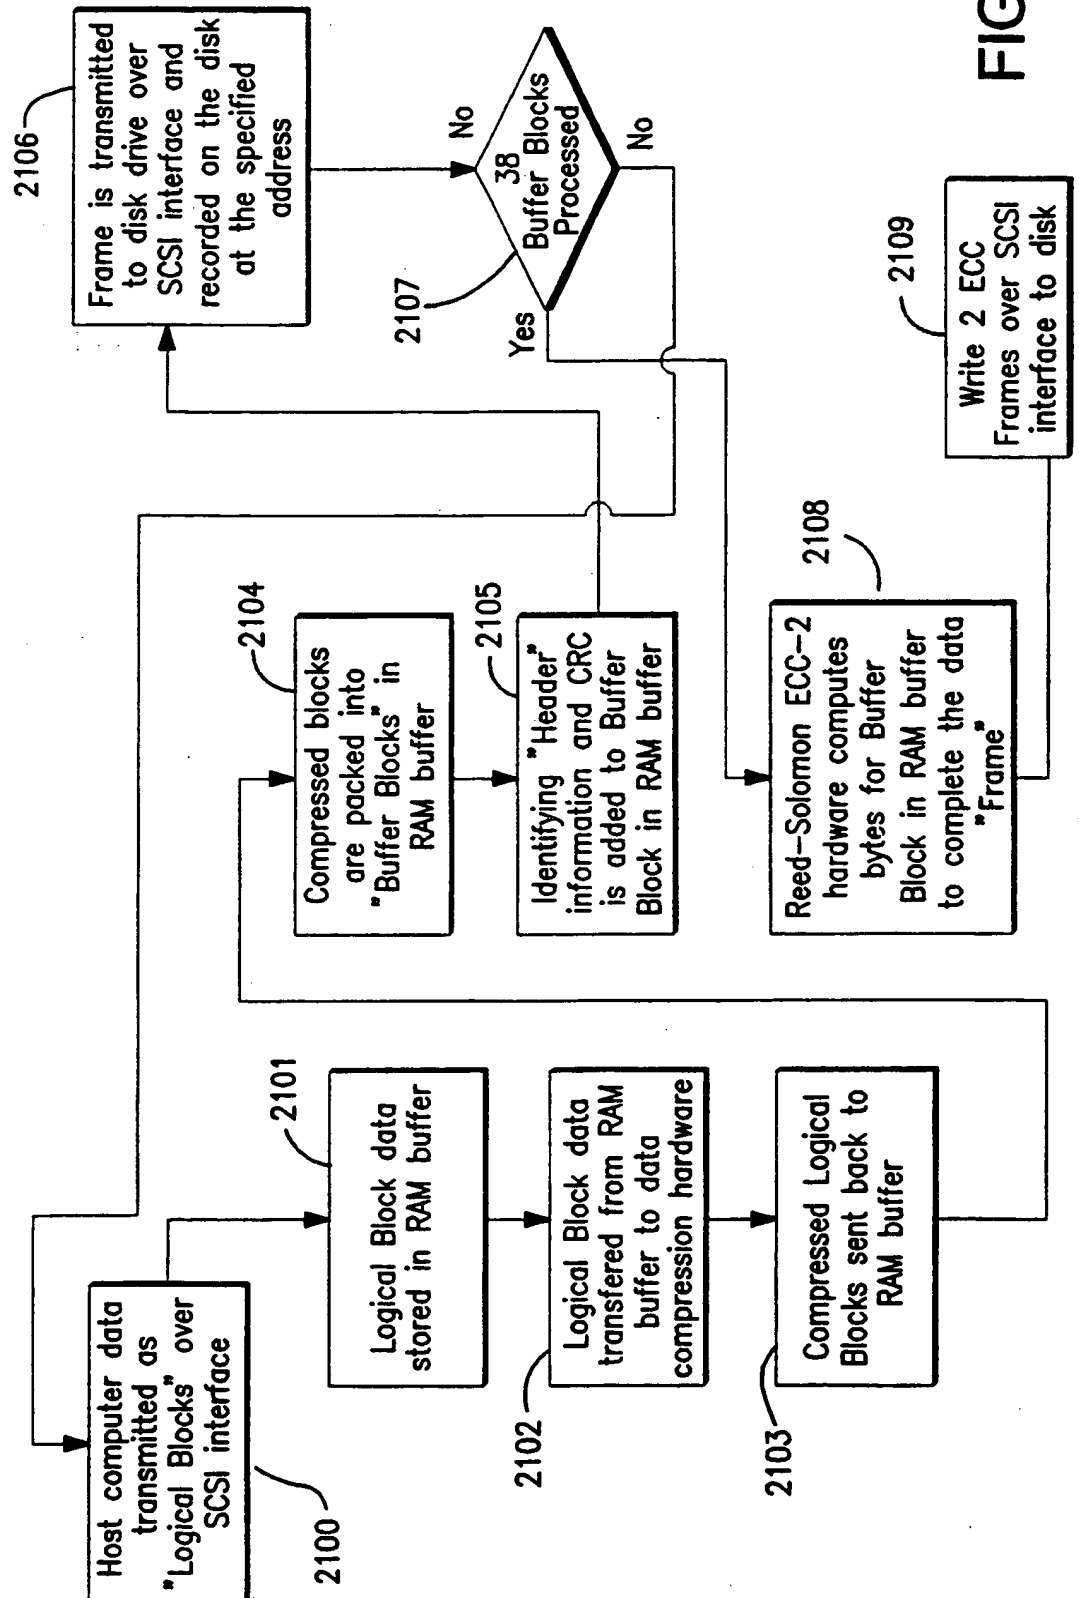 2100
Host computer data
transmitted as
"Logical Blocks" over
SCSI interface
2101
Logical Block data
stored in RAM buffer
2102
Logical Block data
transfered from RAM
buffer to data
compression hardware
2103
Compressed Logical
Blocks sent back to
RAM buffer
2104
Compressed blocks
are packed into
"Buffer Blocks" in
RAM buffer
2105
Identifying "Header"
information and CRC
is added to Buffer
Block in RAM buffer
2106
Frame is transmitted
to disk drive over
SCSI interface and
recorded on the disk
at the specified
address
No
2107
38
Buffer Blocks
Processed
Yes
No
2108
Reed-Solomon ECC-2
hardware computes
bytes for Buffer
Block in RAM buffer
to complete the data
"Frame"
2109
Write 2 ECC
Frames over SCSI
interface to disk
FIG